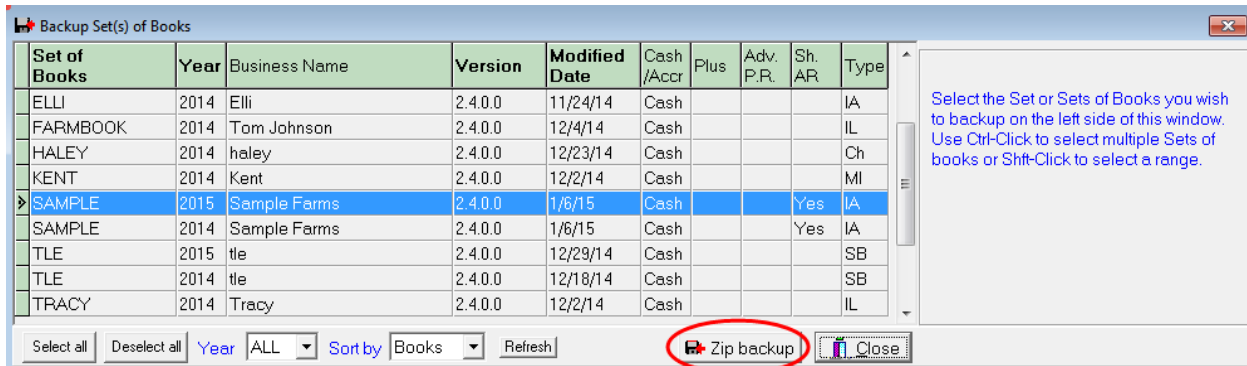 Backup Set(s) of Books
Set of Books Year Business Name Version Modified Date Cash /Accr Plus Adv. P.R. Sh. AR Type
ELLI 2014 Elli 2.4.0.0 11/24/14 Cash IA
FARMBOOK 2014 Tom Johnson 2.4.0.0 12/4/14 Cash IL
HALEY 2014 haley 2.4.0.0 12/23/14 Cash Ch
KENT 2014 Kent 2.4.0.0 12/2/14 Cash MI
SAMPLE 2015 Sample Farms 2.4.0.0 1/6/15 Cash Yes IA
SAMPLE 2014 Sample Farms 2.4.0.0 1/6/15 Cash Yes IA
TLE 2015 tle 2.4.0.0 12/29/14 Cash SB
TLE 2014 tle 2.4.0.0 12/18/14 Cash SB
TRACY 2014 Tracy 2.4.0.0 12/2/14 Cash IL
Select the Set or Sets of Books you wish
to backup on the left side of this window.
Use Ctrl-Click to select multiple Sets of
books or Shft-Click to select a range.
Select all Deselect all Year ALL Sort by Books Refresh Zip backup Close